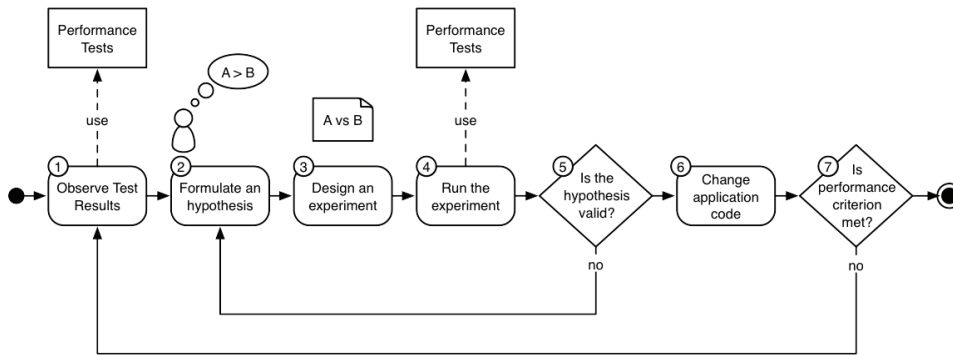 Performance
Tests
Performance
Tests
A > B
A vs B
use
use
1
Observe Test
Results
2
Formulate an
hypothesis
3
Design an
experiment
4
Run the
experiment
5
Is the
hypothesis
valid?
6
Change
application
code
7
Is
performance
criterion
met?
no
no